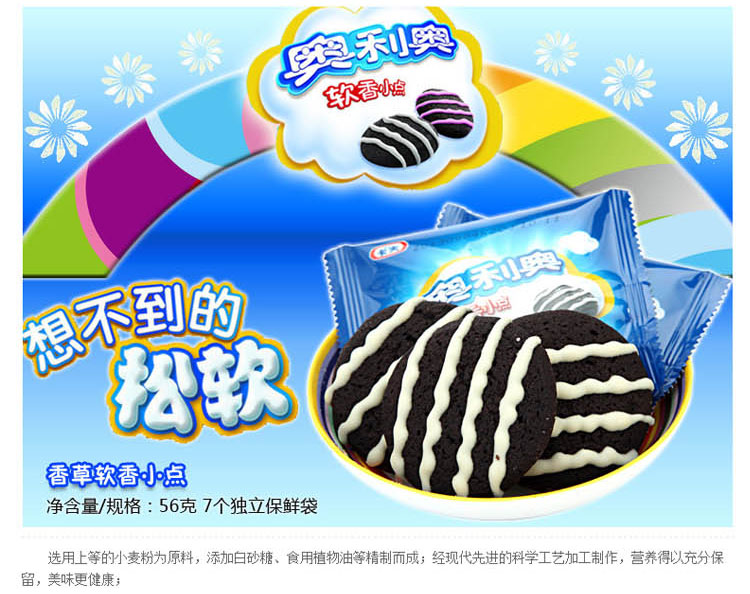 奥利奥
软香小点
奥利奥
想不到的
松软
香草软香小点
净含量/规格：56克 7个独立保鲜袋
选用上等的小麦粉为原料，添加白砂糖、食用植物油等精制而成；经现代先进的科学工艺加工制作，营养得以充分保
留，美味更健康；